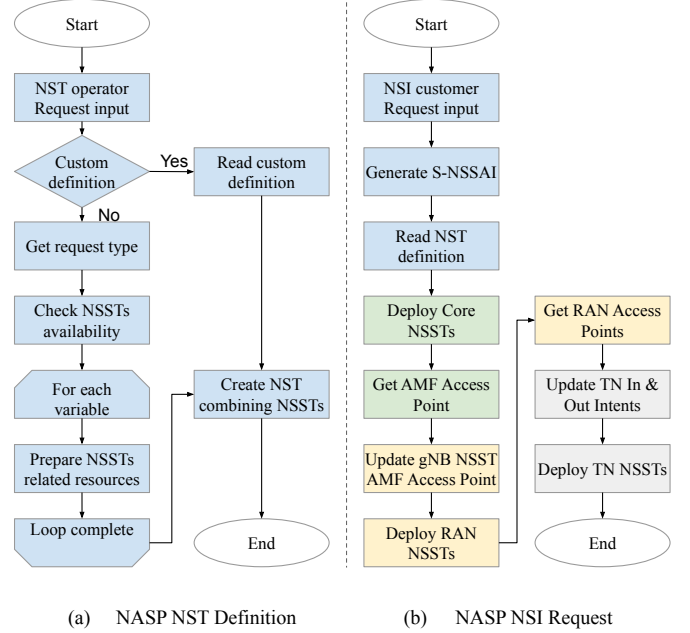 Start
NST operator
Request input
Custom
definition
Yes
Read custom
definition
No
Get request type
Check NSSTs
availability
For each
variable
Create NST
combining NSSTs
Prepare NSSTs
related resources
Loop complete
End
(a) NASP NST Definition
Start
NSI customer
Request input
Generate S-NSSAI
Read NST
definition
Deploy Core
NSSTs
Get AMF Access
Point
Update gNB NSST
AMF Access Point
Deploy RAN
NSSTs
Get RAN Access
Points
Update TN In &
Out Intents
Deploy TN NSSTs
End
(b) NASP NSI Request